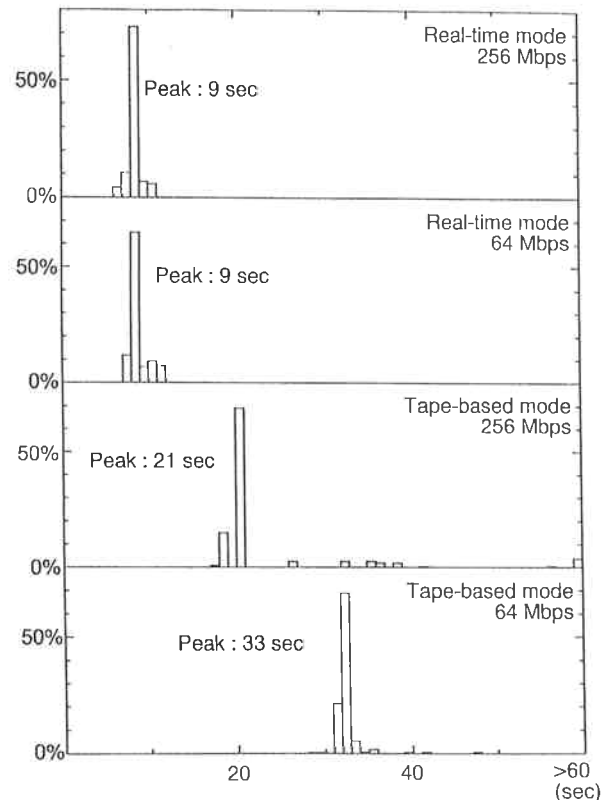 Real-time mode
256 Mbps
50%
Peak : 9 sec
0%
Real-time mode
64 Mbps
50%
Peak : 9 sec
0%
Tape-based mode
256 Mbps
50%
Peak : 21 sec
0%
Tape-based mode
64 Mbps
50%
Peak : 33 sec
0%
20
40
>60
(sec)